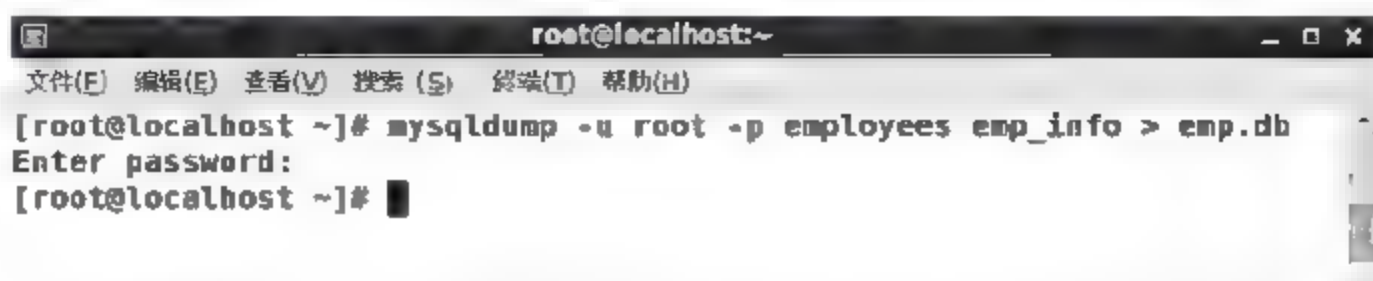 root@localhost:~
文件(F) 编辑(E) 查看(V) 搜索 (S) 终端(T) 帮助(H)
[root@localhost ~]# mysqldump -u root -p employees emp_info > emp.db
Enter password:
[root@localhost ~]#